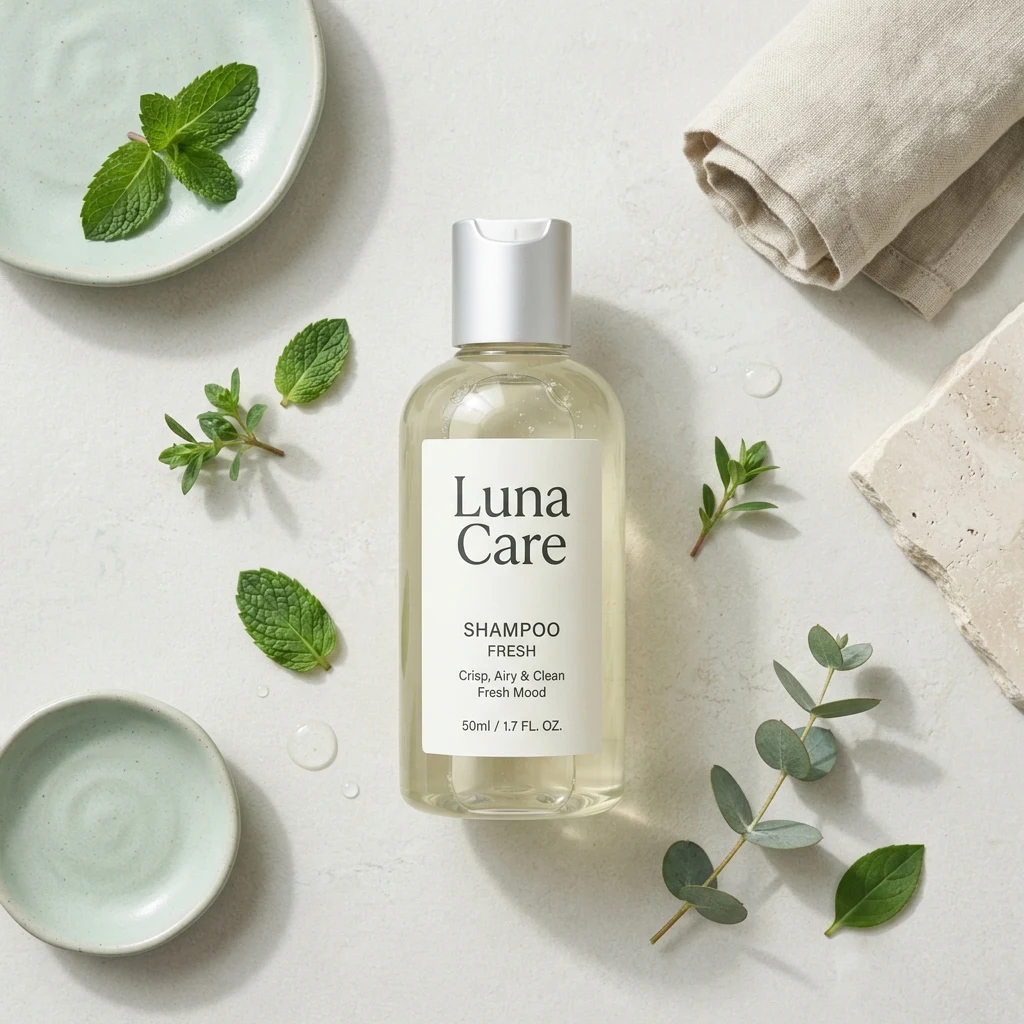 Luna
Care
SHAMPOO
FRESH
Crisp, Airy & Clean
Fresh Mood
50ml / 1.7 FL. OZ.